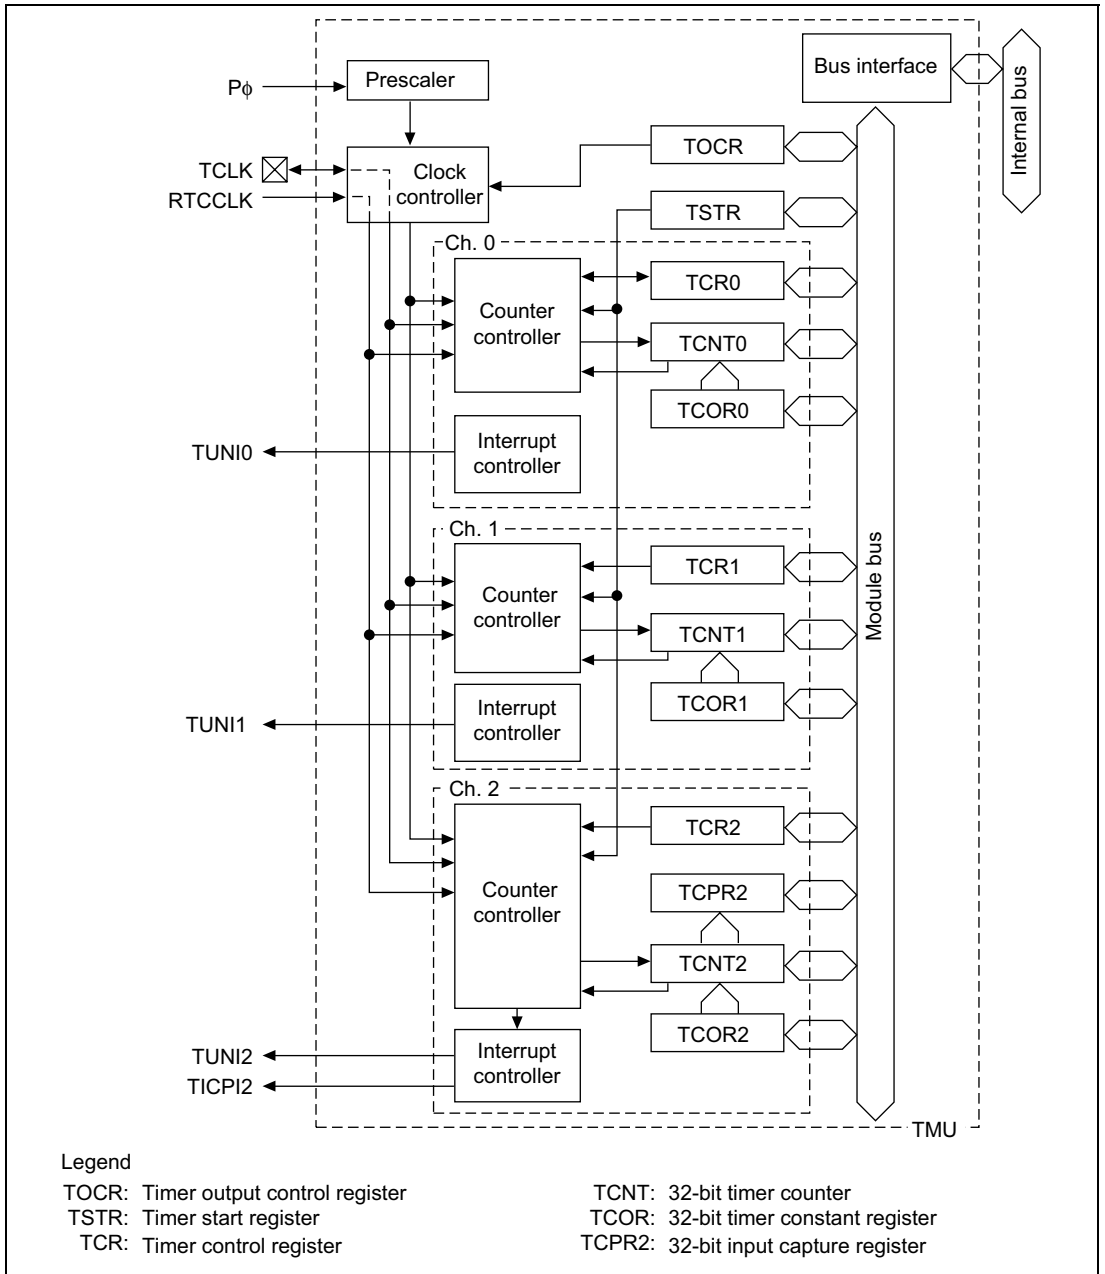 Pϕ
Prescaler
Bus interface
Internal bus
TCLK
RTCCLK
Clock
controller
TOCR
TSTR
Ch. 0
Counter
controller
TCR0
TCNT0
TCOR0
TUNI0
Interrupt
controller
Module bus
Ch. 1
Counter
controller
TCR1
TCNT1
TCOR1
TUNI1
Interrupt
controller
Ch. 2
Counter
controller
TCR2
TCPR2
TCNT2
TCOR2
TUNI2
TICPI2
Interrupt
controller
TMU
Legend
TOCR: Timer output control register
TSTR: Timer start register
TCR: Timer control register
TCNT: 32-bit timer counter
TCOR: 32-bit timer constant register
TCPR2: 32-bit input capture register